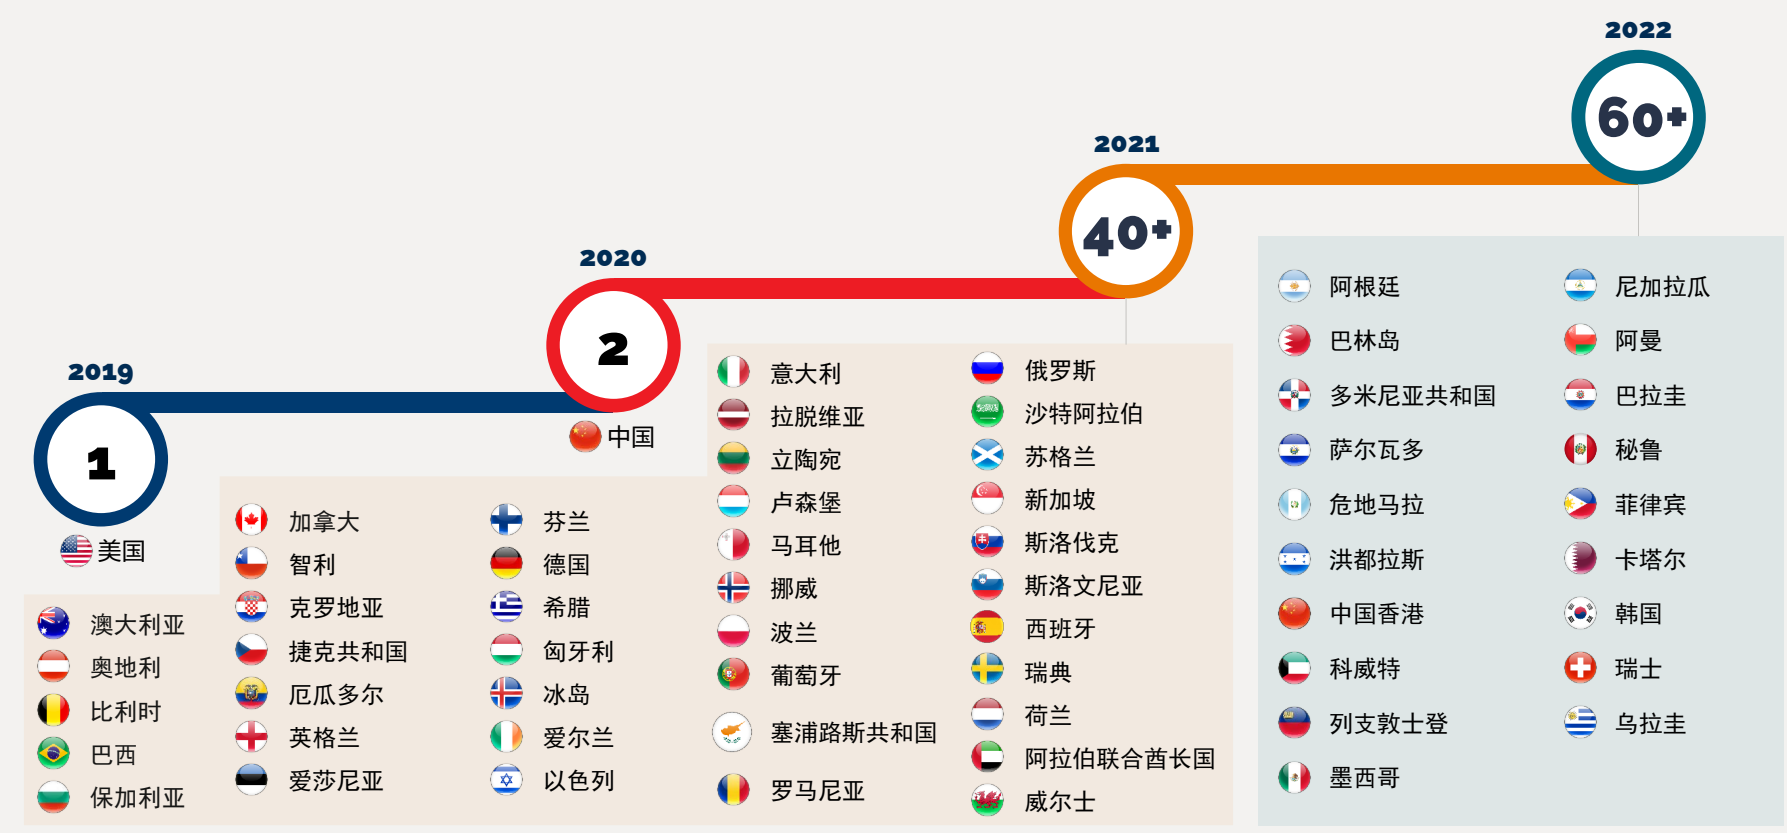 2019
1
美国
2020
2
中国
2021
40+
2022
60+
澳大利亚
奥地利
比利时
巴西
保加利亚
加拿大
智利
克罗地亚
捷克共和国
厄瓜多尔
英格兰
爱莎尼亚
芬兰
德国
希腊
匈牙利
冰岛
爱尔兰
以色列
意大利
拉脱维亚
立陶宛
卢森堡
马耳他
挪威
波兰
葡萄牙
塞浦路斯共和国
罗马尼亚
俄罗斯
沙特阿拉伯
苏格兰
新加坡
斯洛伐克
斯洛文尼亚
西班牙
瑞典
荷兰
阿拉伯联合酋长国
威尔士
阿根廷
巴林岛
多米尼亚共和国
萨尔瓦多
危地马拉
洪都拉斯
中国香港
科威特
列支敦士登
墨西哥
尼加拉瓜
阿曼
巴拉圭
秘鲁
菲律宾
卡塔尔
韩国
瑞士
乌拉圭